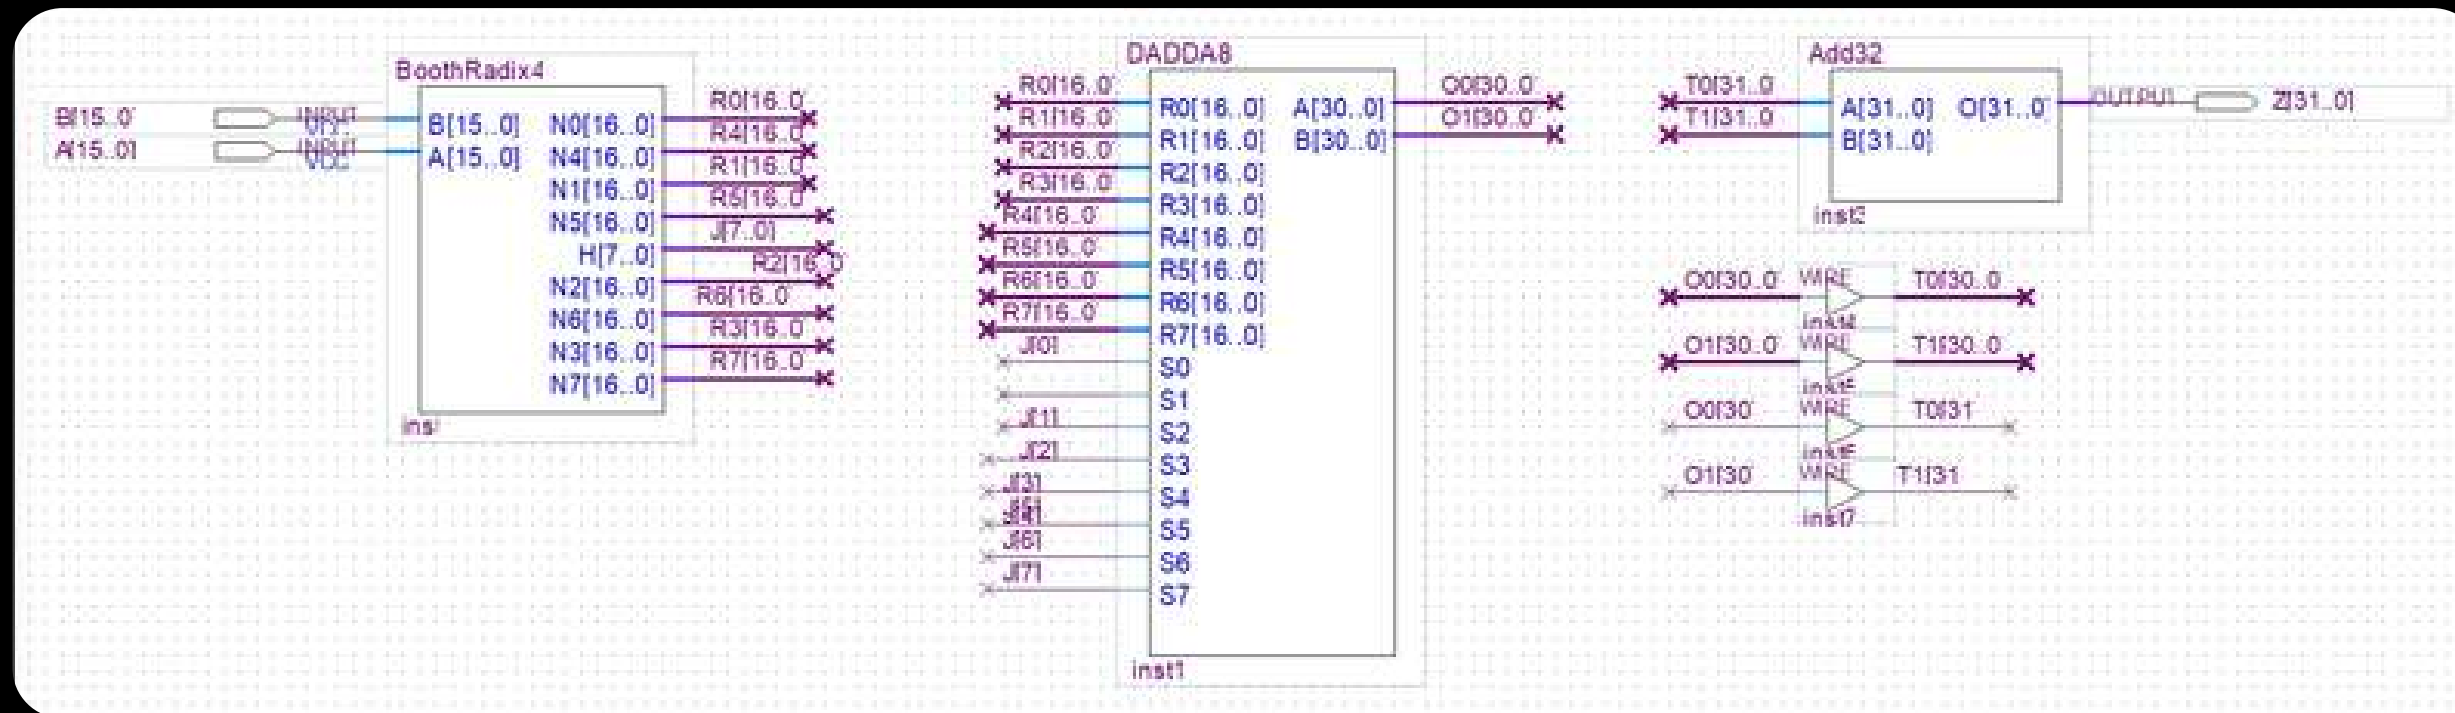 BoothRadix4
B[15..0]
A[15..0]
INPUT
VCC
INPUT
VCC
B[15..0]
A[15..0]
N0[16..0]
N4[16..0]
N1[16..0]
N5[16..0]
H[7..0]
N2[16..0]
N6[16..0]
N3[16..0]
N7[16..0]
R0[16..0
R4[16..0
R1[16..0
R5[16..0
J[7..0]
R2[16..0
R6[16..0
R3[16..0
R7[16..0
ins
DADDA8
R0[16..0
R1[16..0
R2[16..0
R3[16..0
R4[16..0
R5[16..0
R6[16..0
R7[16..0
J[0]
J[1]
J[2]
J[3]
J[4]
J[6]
J[7]
R0[16..0]
R1[16..0]
R2[16..0]
R3[16..0]
R4[16..0]
R5[16..0]
R6[16..0]
R7[16..0]
S0
S1
S2
S3
S4
S5
S6
S7
A[30..0]
B[30..0]
O0[30..0
O1[30..0
inst1
Add32
T0[31..0
T1[31..0
A[31..0]
B[31..0]
O[31..0]
OUTPUT
Z[31..0]
O0[30..0 WIRE T0[30..0
O1[30..0 WIRE T1[30..0
O0[30 WIRE T0[31
O1[30 WIRE T1[31
inst7